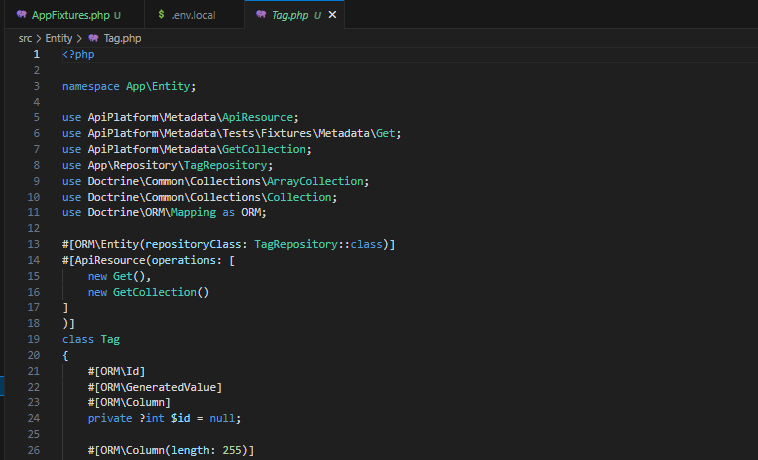 AppFixtures.php U
$ .env.local
Tag.php U ×
src > Entity > Tag.php
1 <?php
2
3 namespace App\Entity;
4
5 use ApiPlatform\Metadata\ApiResource;
6 use ApiPlatform\Metadata\Tests\Fixtures\Metadata\Get;
7 use ApiPlatform\Metadata\GetCollection;
8 use App\Repository\TagRepository;
9 use Doctrine\Common\Collections\ArrayCollection;
10 use Doctrine\Common\Collections\Collection;
11 use Doctrine\ORM\Mapping as ORM;
12
13 #[ORM\Entity(repositoryClass: TagRepository::class)]
14 #[ApiResource(operations: [
15     new Get(),
16     new GetCollection()
17 ]
18 )]
19 class Tag
20 {
21     #[ORM\Id]
22     #[ORM\GeneratedValue]
23     #[ORM\Column]
24     private ?int $id = null;
25
26     #[ORM\Column(length: 255)]